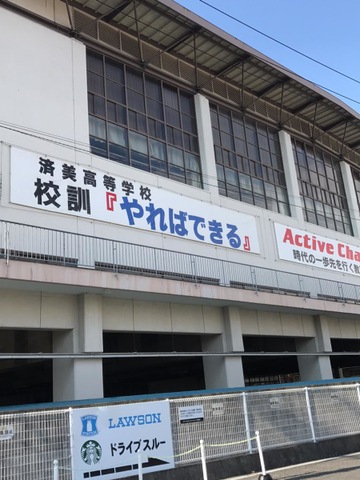 済美高等学校
校訓『やればできる』
Active Cha
時代の一歩先を行く
LAWSON
ドライブスルー